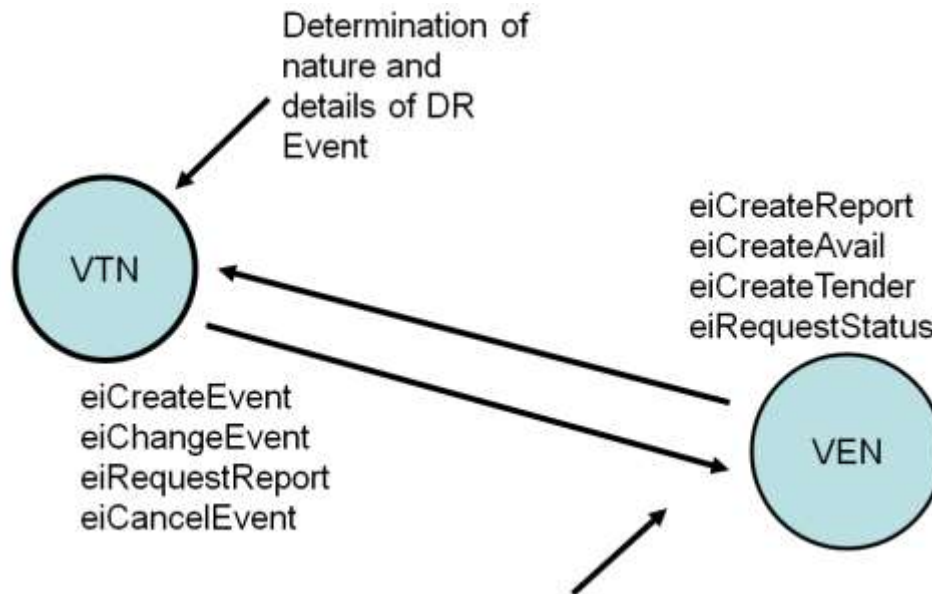 Determination of
nature and
details of DR
Event
VTN
eiCreateReport
eiCreateAvail
eiCreateTender
eiRequestStatus
eiCreateEvent
eiChangeEvent
eiRequestReport
eiCancelEvent
VEN